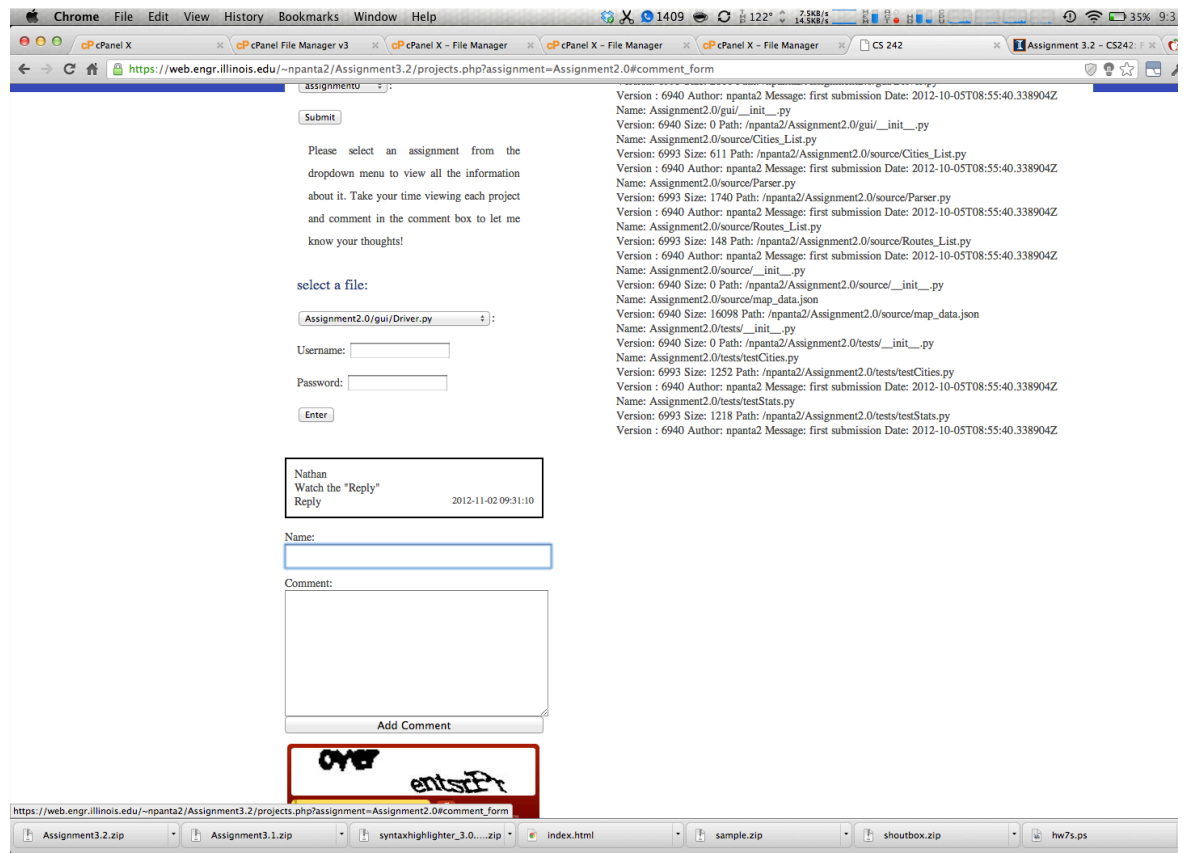 Chrome File Edit View History Bookmarks Window Help 1409 122° 7.5KB/s 14.5KB/s 35% 9:3
cPanel X cPanel File Manager v3 cPanel X – File Manager cPanel X – File Manager cPanel X – File Manager CS 242 Assignment 3.2 – CS242: F
https://web.engr.illinois.edu/~npanta2/Assignment3.2/projects.php?assignment=Assignment2.0#comment_form
assignment0 :
Submit
Please select an assignment from the
dropdown menu to view all the information
about it. Take your time viewing each project
and comment in the comment box to let me
know your thoughts!
select a file:
Assignment2.0/gui/Driver.py :
Username:
Password:
Enter
Nathan
Watch the "Reply"
Reply 2012-11-02 09:31:10
Name:
Comment:
Add Comment
over entsrPr
Version : 6940 Author: npanta2 Message: first submission Date: 2012-10-05T08:55:40.338904Z
Name: Assignment2.0/gui/__init__.py
Version: 6940 Size: 0 Path: /npanta2/Assignment2.0/gui/__init__.py
Name: Assignment2.0/source/Cities_List.py
Version: 6993 Size: 611 Path: /npanta2/Assignment2.0/source/Cities_List.py
Version : 6940 Author: npanta2 Message: first submission Date: 2012-10-05T08:55:40.338904Z
Name: Assignment2.0/source/Parser.py
Version: 6993 Size: 1740 Path: /npanta2/Assignment2.0/source/Parser.py
Version : 6940 Author: npanta2 Message: first submission Date: 2012-10-05T08:55:40.338904Z
Name: Assignment2.0/source/Routes_List.py
Version: 6993 Size: 148 Path: /npanta2/Assignment2.0/source/Routes_List.py
Version : 6940 Author: npanta2 Message: first submission Date: 2012-10-05T08:55:40.338904Z
Name: Assignment2.0/source/__init__.py
Version: 6940 Size: 0 Path: /npanta2/Assignment2.0/source/__init__.py
Name: Assignment2.0/source/map_data.json
Version: 6940 Size: 16098 Path: /npanta2/Assignment2.0/source/map_data.json
Name: Assignment2.0/tests/__init__.py
Version: 6940 Size: 0 Path: /npanta2/Assignment2.0/tests/__init__.py
Name: Assignment2.0/tests/testCities.py
Version: 6993 Size: 1252 Path: /npanta2/Assignment2.0/tests/testCities.py
Version : 6940 Author: npanta2 Message: first submission Date: 2012-10-05T08:55:40.338904Z
Name: Assignment2.0/tests/testStats.py
Version: 6993 Size: 1218 Path: /npanta2/Assignment2.0/tests/testStats.py
Version : 6940 Author: npanta2 Message: first submission Date: 2012-10-05T08:55:40.338904Z
https://web.engr.illinois.edu/~npanta2/Assignment3.2/projects.php?assignment=Assignment2.0#comment_form
Assignment3.2.zip Assignment3.1.zip syntaxhighlighter_3.0.....zip index.html sample.zip shoutbox.zip hw7s.ps